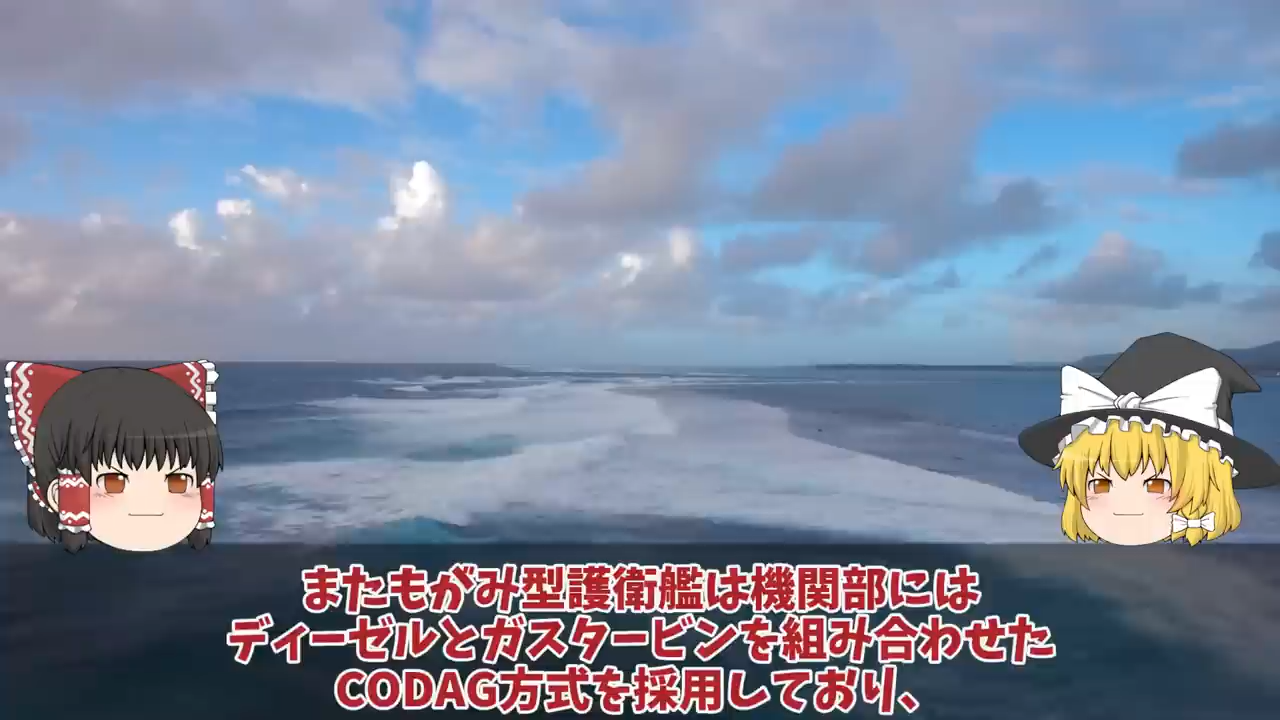 またもがみ型護衛艦は機関部には
ディーゼルとガスタービンを組み合わせた
CODAG方式を採用しており、